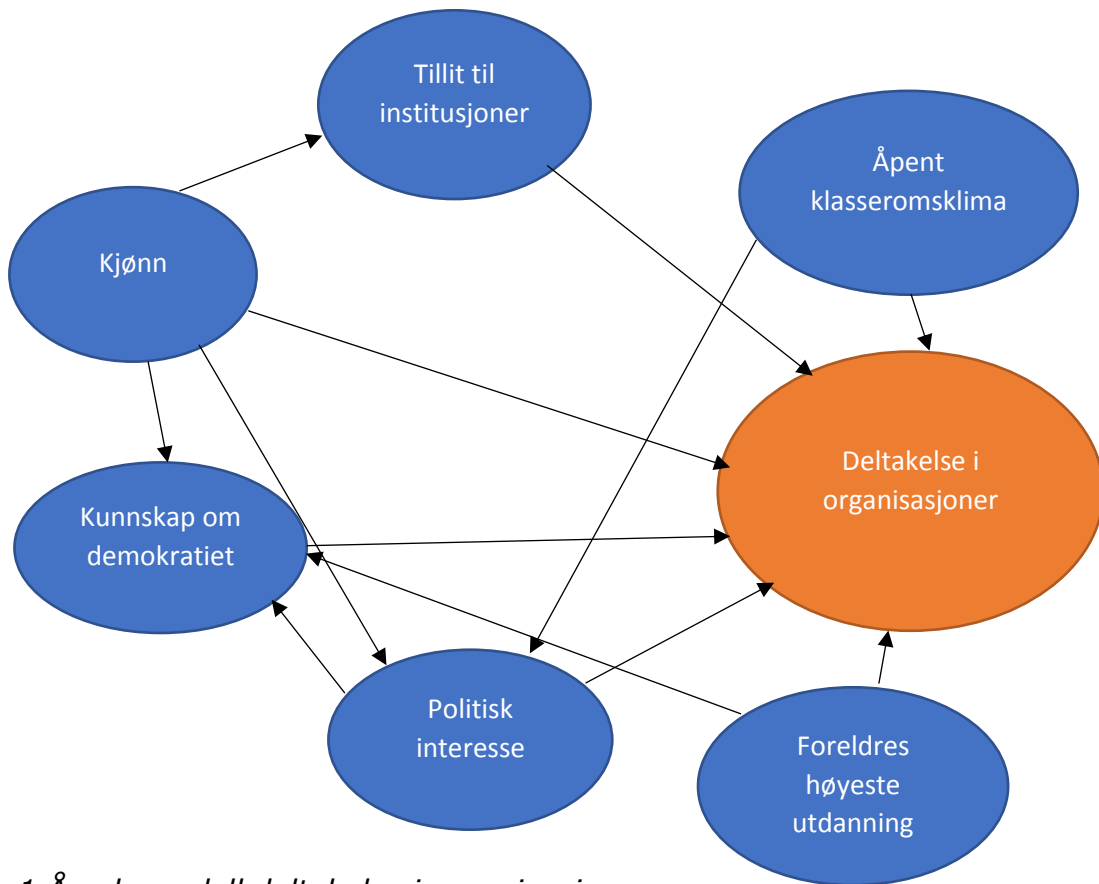 Tillit til
institusjoner
Åpent
klasseromsklima
Kjønn
Deltakelse i
organisasjoner
Kunnskap om
demokratiet
Politisk
interesse
Foreldres
høyeste
utdanning